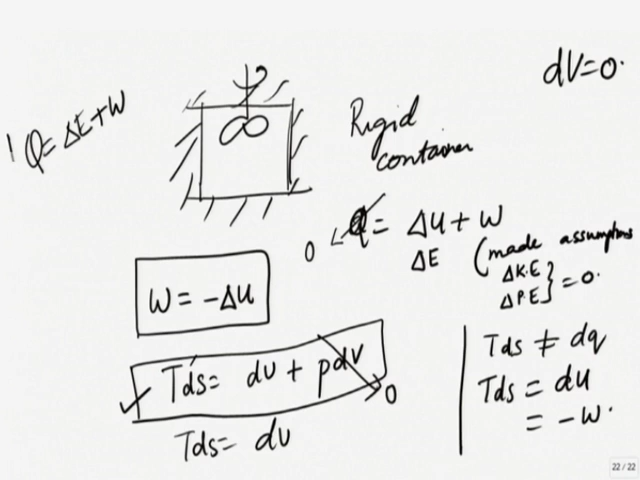 dV=0.
Q=ΔE+W
Rigid
container
0 Q= Δu+W
ΔE (made assumptions
ΔK.E
ΔP.E} =0.
W = -Δu
Tds= du + pdv
0
Tds= du
Tds ≠ dq
Tds = du
= -W.
22 / 22